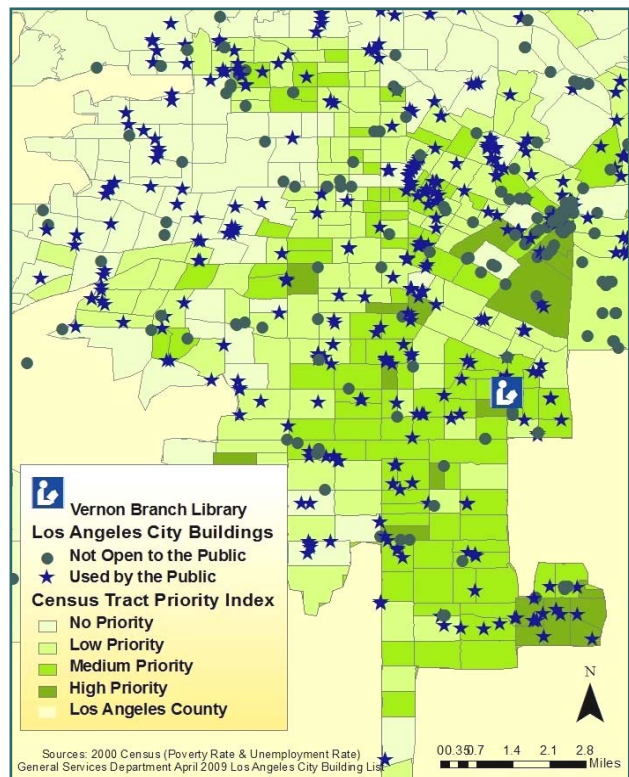 Vernon Branch Library
Los Angeles City Buildings
Not Open to the Public
Used by the Public
Census Tract Priority Index
No Priority
Low Priority
Medium Priority
High Priority
Los Angeles County
Sources: 2000 Census (Poverty Rate & Unemployment Rate)
General Services Department April 2009 Los Angeles City Building List
N
0 0.35 0.7 1.4 2.1 2.8
Miles